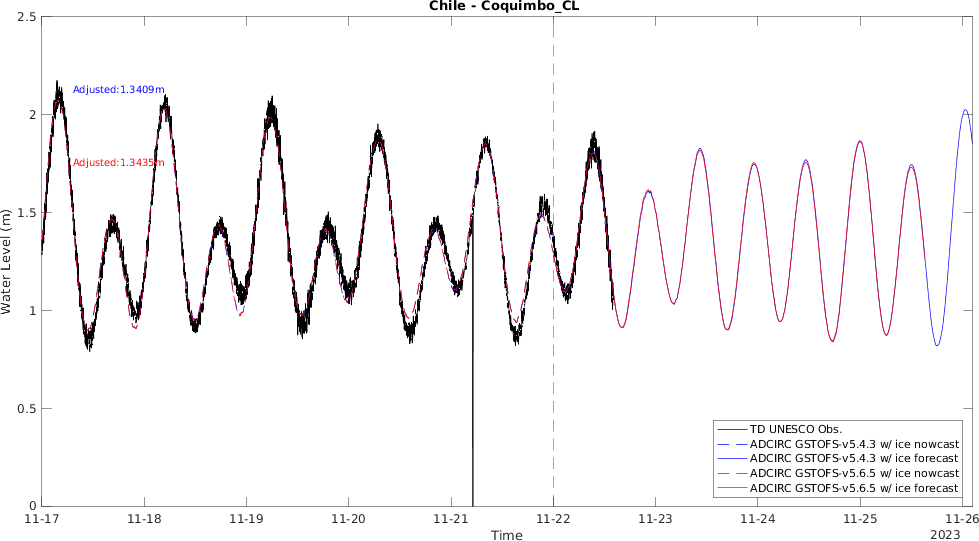 Chile - Coquimbo_CL
2.5
2
1.5
1
0.5
0
Water Level (m)
Adjusted:1.3409m
Adjusted:1.3435m
TD UNESCO Obs.
ADCIRC GSTOFS-v5.4.3 w/ ice nowcast
ADCIRC GSTOFS-v5.4.3 w/ ice forecast
ADCIRC GSTOFS-v5.6.5 w/ ice nowcast
ADCIRC GSTOFS-v5.6.5 w/ ice forecast
11-17 11-18 11-19 11-20 11-21 11-22 11-23 11-24 11-25 11-26
Time
2023